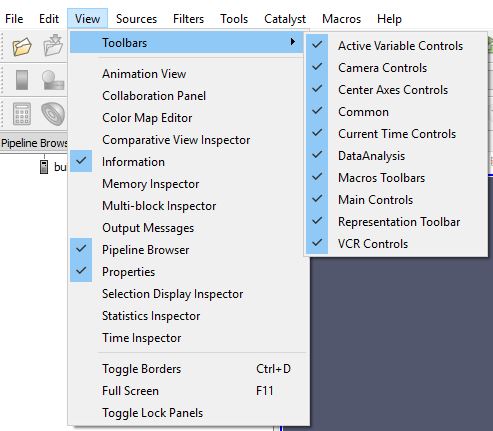 File Edit View Sources Filters Tools Catalyst Macros Help
Toolbars
Animation View
Collaboration Panel
Color Map Editor
Comparative View Inspector
Information
Memory Inspector
Multi-block Inspector
Output Messages
Pipeline Browser
Properties
Selection Display Inspector
Statistics Inspector
Time Inspector
Toggle Borders Ctrl+D
Full Screen F11
Toggle Lock Panels
Active Variable Controls
Camera Controls
Center Axes Controls
Common
Current Time Controls
DataAnalysis
Macros Toolbars
Main Controls
Representation Toolbar
VCR Controls
Pipeline Brows
bu